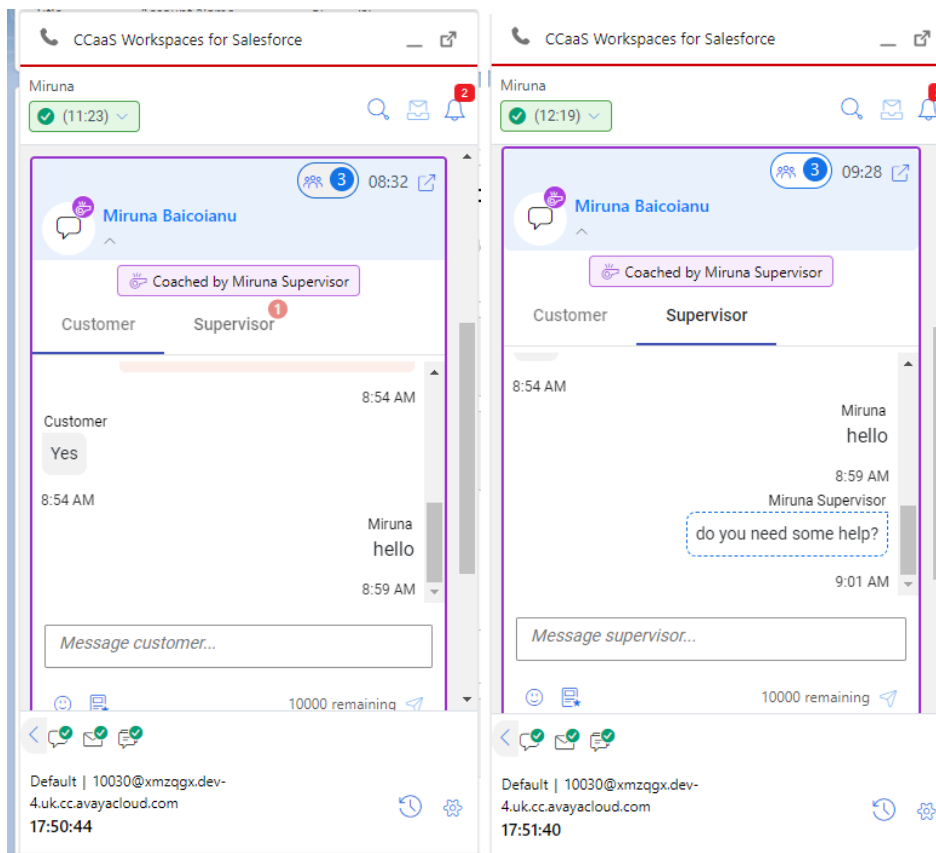 CCaaS Workspaces for Salesforce
Miruna
(11:23)
2
3
08:32
Miruna Baicoianu
Coached by Miruna Supervisor
Customer
Supervisor
1
8:54 AM
Customer
Yes
8:54 AM
Miruna
hello
8:59 AM
Message customer...
10000 remaining
Default | 10030@xmzqgx.dev-
4.uk.cc.avayacloud.com
17:50:44
CCaaS Workspaces for Salesforce
Miruna
(12:19)
3
09:28
Miruna Baicoianu
Coached by Miruna Supervisor
Customer
Supervisor
8:54 AM
Miruna
hello
8:59 AM
Miruna Supervisor
do you need some help?
9:01 AM
Message supervisor...
10000 remaining
Default | 10030@xmzqgx.dev-
4.uk.cc.avayacloud.com
17:51:40